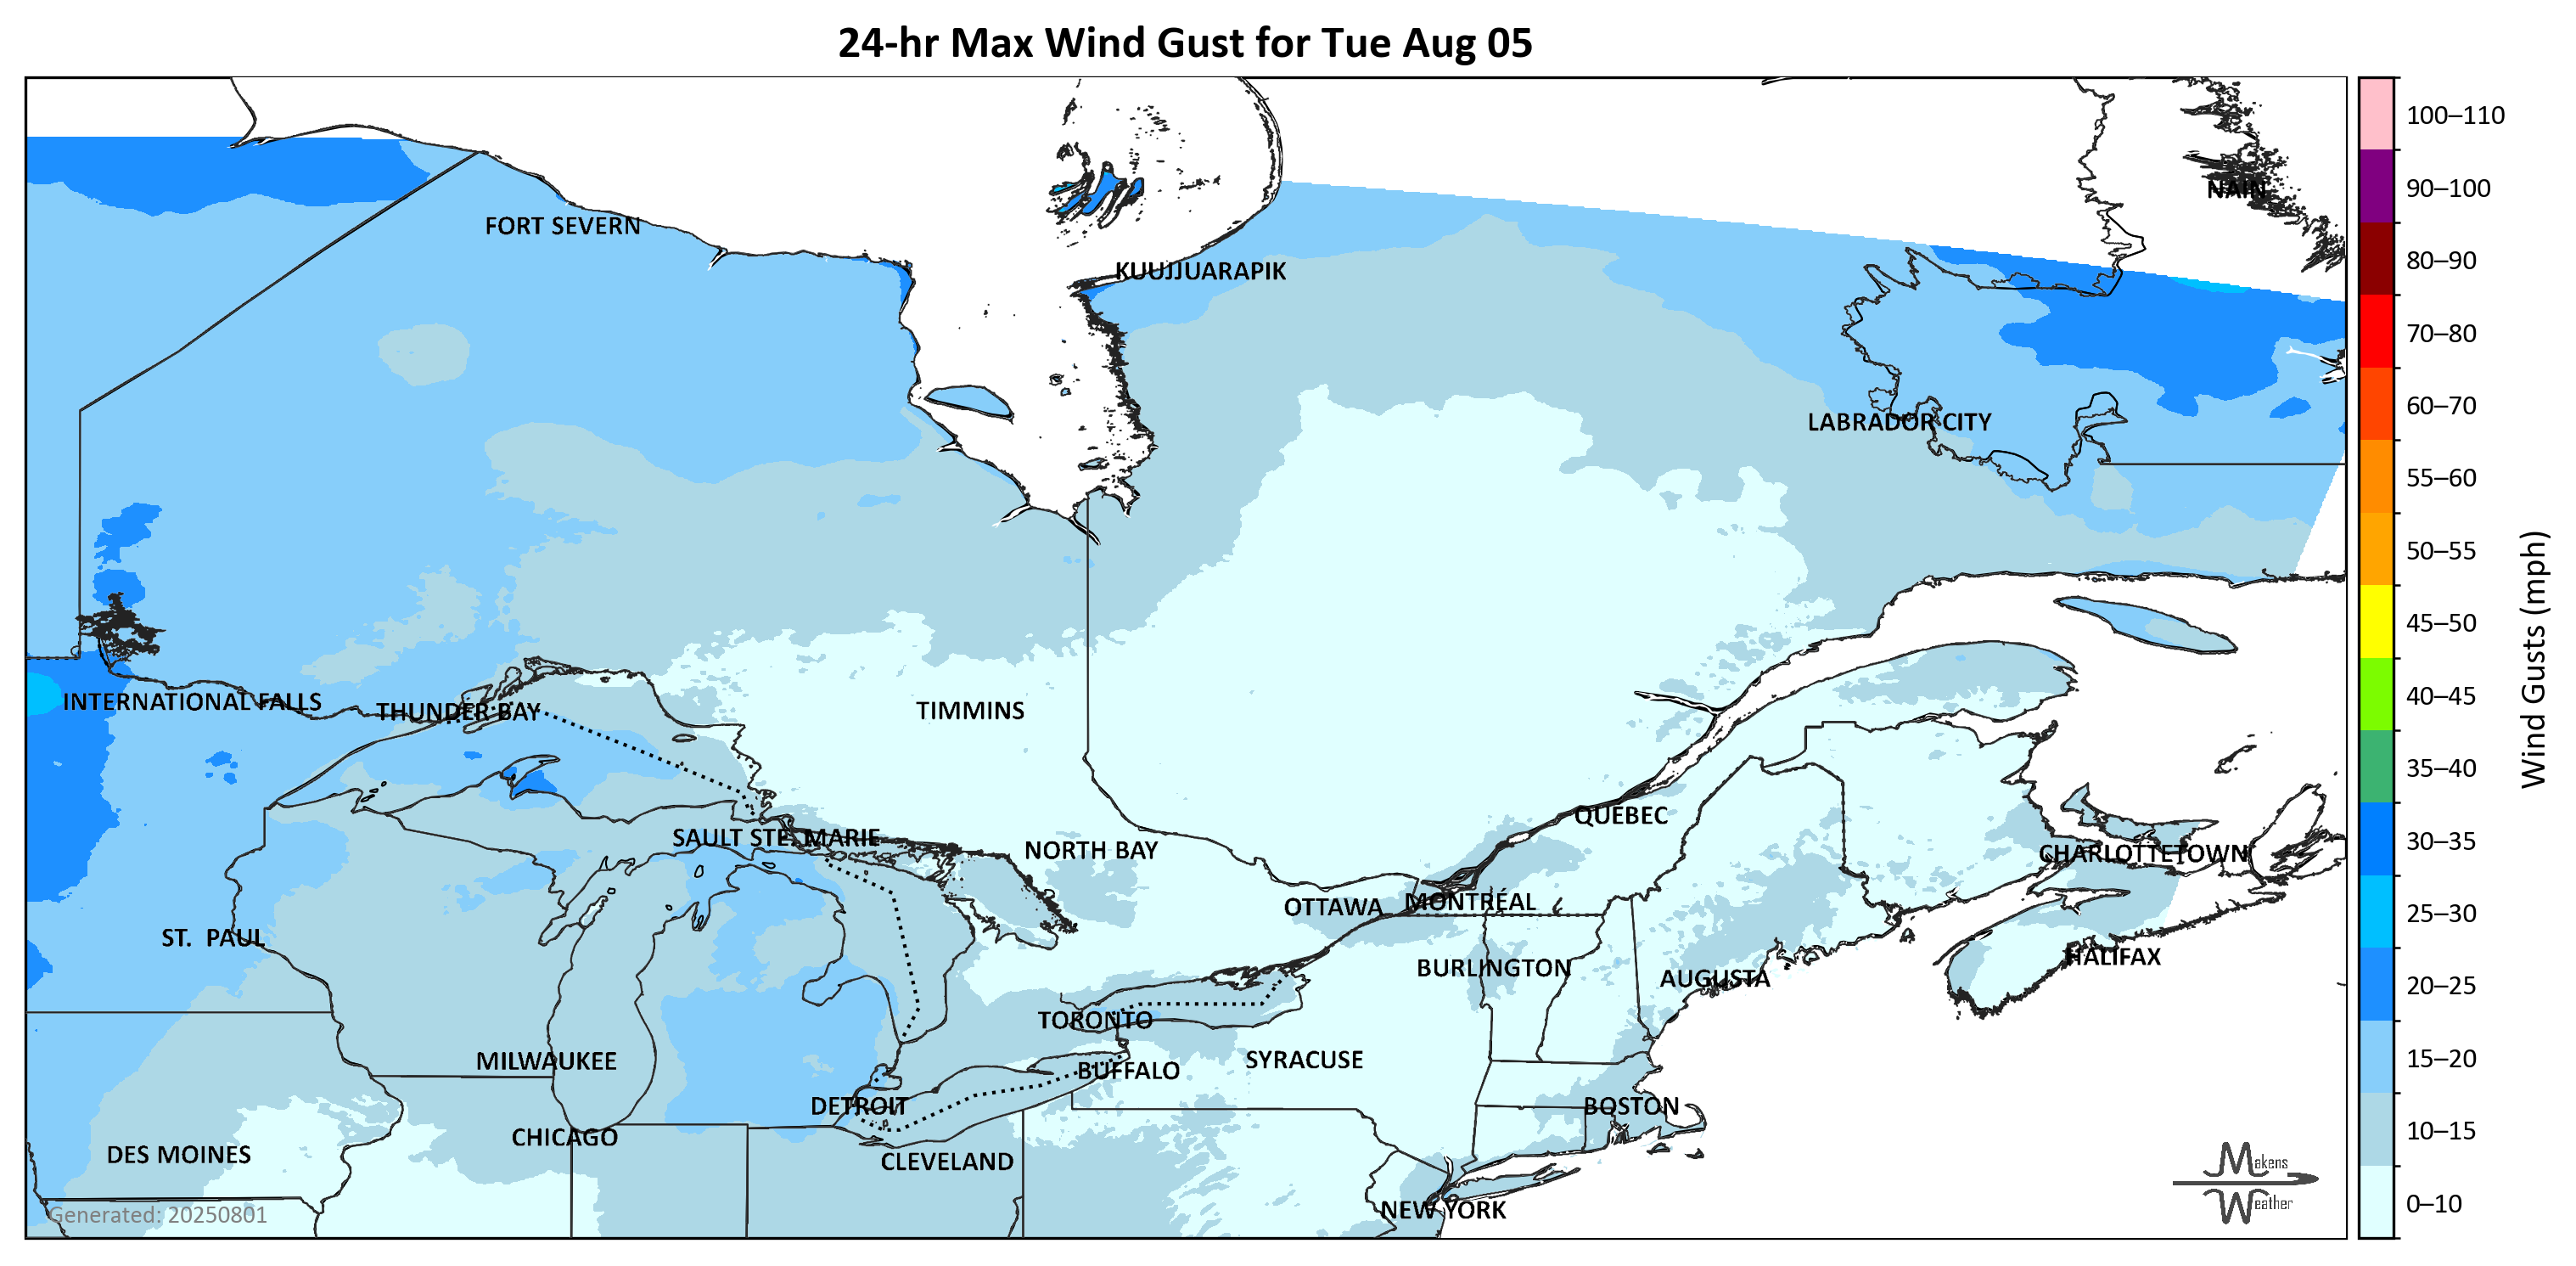 24-hr Max Wind Gust for Tue Aug 05
100–110
90–100
80–90
70–80
60–70
55–60
50–55
45–50
40–45
35–40
30–35
25–30
20–25
15–20
10–15
0–10
Wind Gusts (mph)
NAIN
FORT SEVERN
KUUJJUARAPIK
LABRADOR CITY
INTERNATIONAL FALLS
THUNDER BAY
TIMMINS
QUÉBEC
SAULT STE. MARIE
NORTH BAY
CHARLOTTETOWN
OTTAWA
MONTRÉAL
ST. PAUL
BURLINGTON
AUGUSTA
HALIFAX
TORONTO
MILWAUKEE
BUFFALO
SYRACUSE
DETROIT
BOSTON
CHICAGO
DES MOINES
CLEVELAND
NEW YORK
Generated: 20250801
Makens
Weather